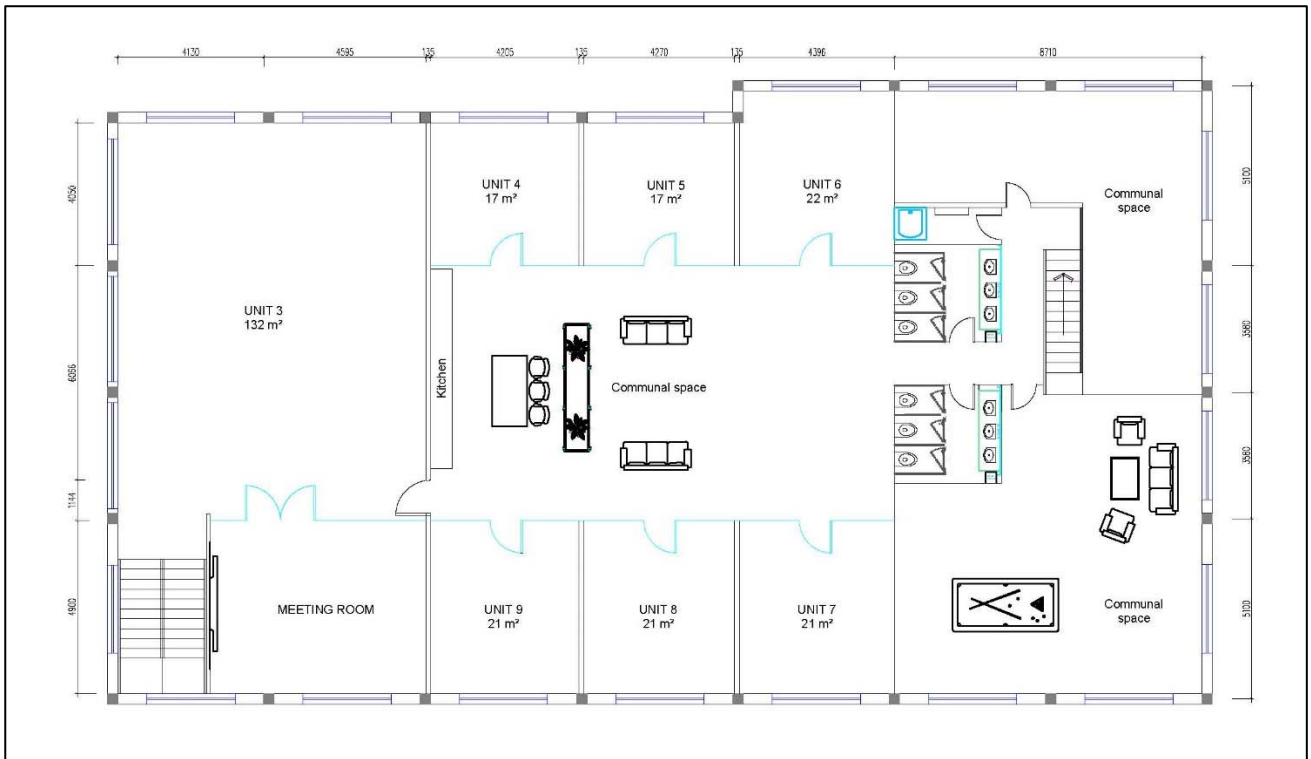 4130
4595
135
4205
135
4270
135
4396
8710
4050
6066
1144
4900
5100
3580
3580
5100
UNIT 4
17 m²
UNIT 5
17 m²
UNIT 6
22 m²
Communal
space
UNIT 3
132 m²
Kitchen
Communal space
MEETING ROOM
UNIT 9
21 m²
UNIT 8
21 m²
UNIT 7
21 m²
Communal
space